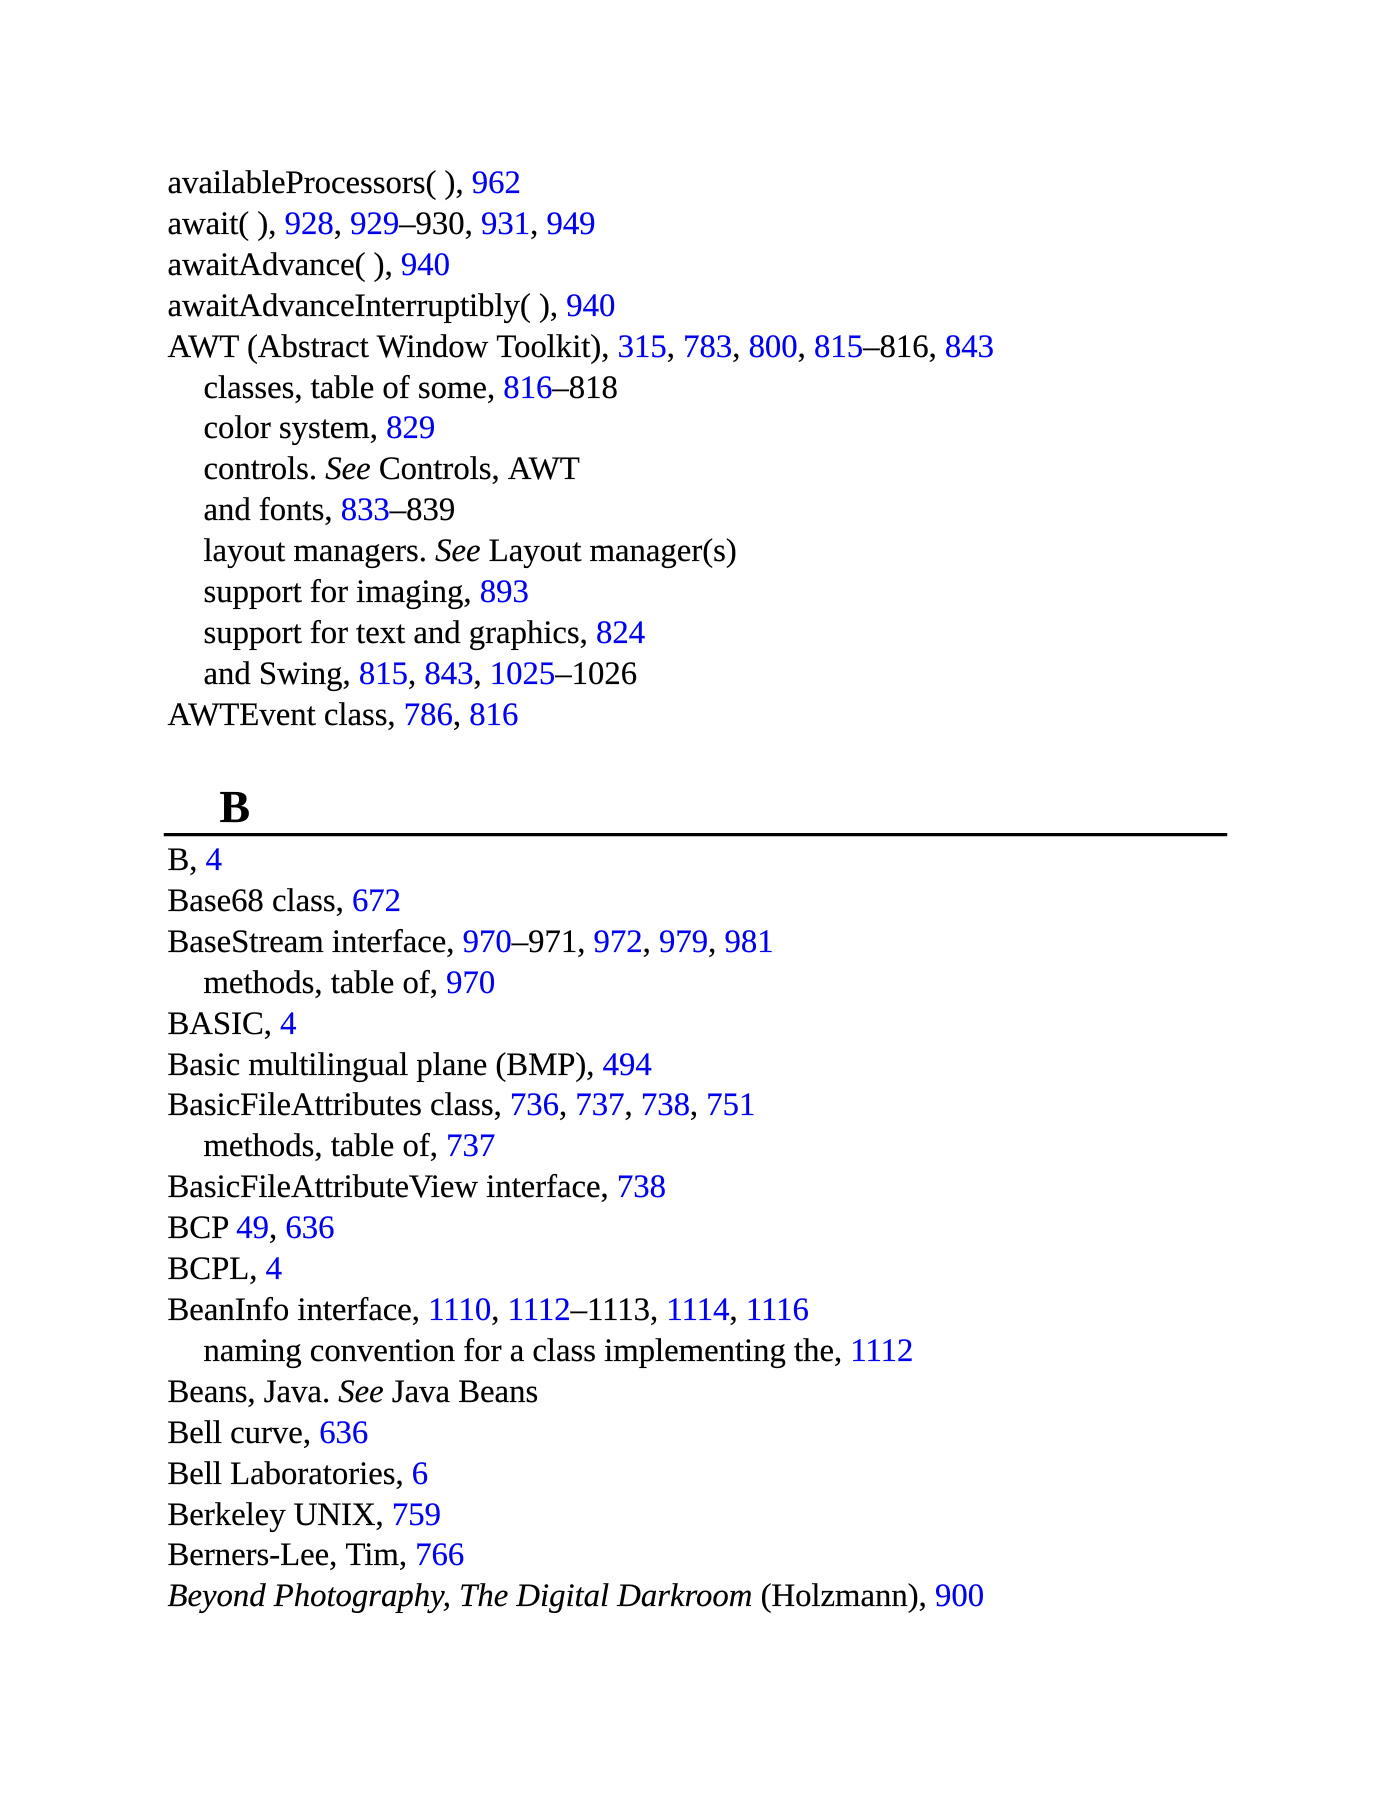 availableProcessors( ), 962
await( ), 928, 929–930, 931, 949
awaitAdvance( ), 940
awaitAdvanceInterruptibly( ), 940
AWT (Abstract Window Toolkit), 315, 783, 800, 815–816, 843
classes, table of some, 816–818
color system, 829
controls. See Controls, AWT
and fonts, 833–839
layout managers. See Layout manager(s)
support for imaging, 893
support for text and graphics, 824
and Swing, 815, 843, 1025–1026
AWTEvent class, 786, 816
B
B, 4
Base68 class, 672
BaseStream interface, 970–971, 972, 979, 981
methods, table of, 970
BASIC, 4
Basic multilingual plane (BMP), 494
BasicFileAttributes class, 736, 737, 738, 751
methods, table of, 737
BasicFileAttributeView interface, 738
BCP 49, 636
BCPL, 4
BeanInfo interface, 1110, 1112–1113, 1114, 1116
naming convention for a class implementing the, 1112
Beans, Java. See Java Beans
Bell curve, 636
Bell Laboratories, 6
Berkeley UNIX, 759
Berners-Lee, Tim, 766
Beyond Photography, The Digital Darkroom (Holzmann), 900